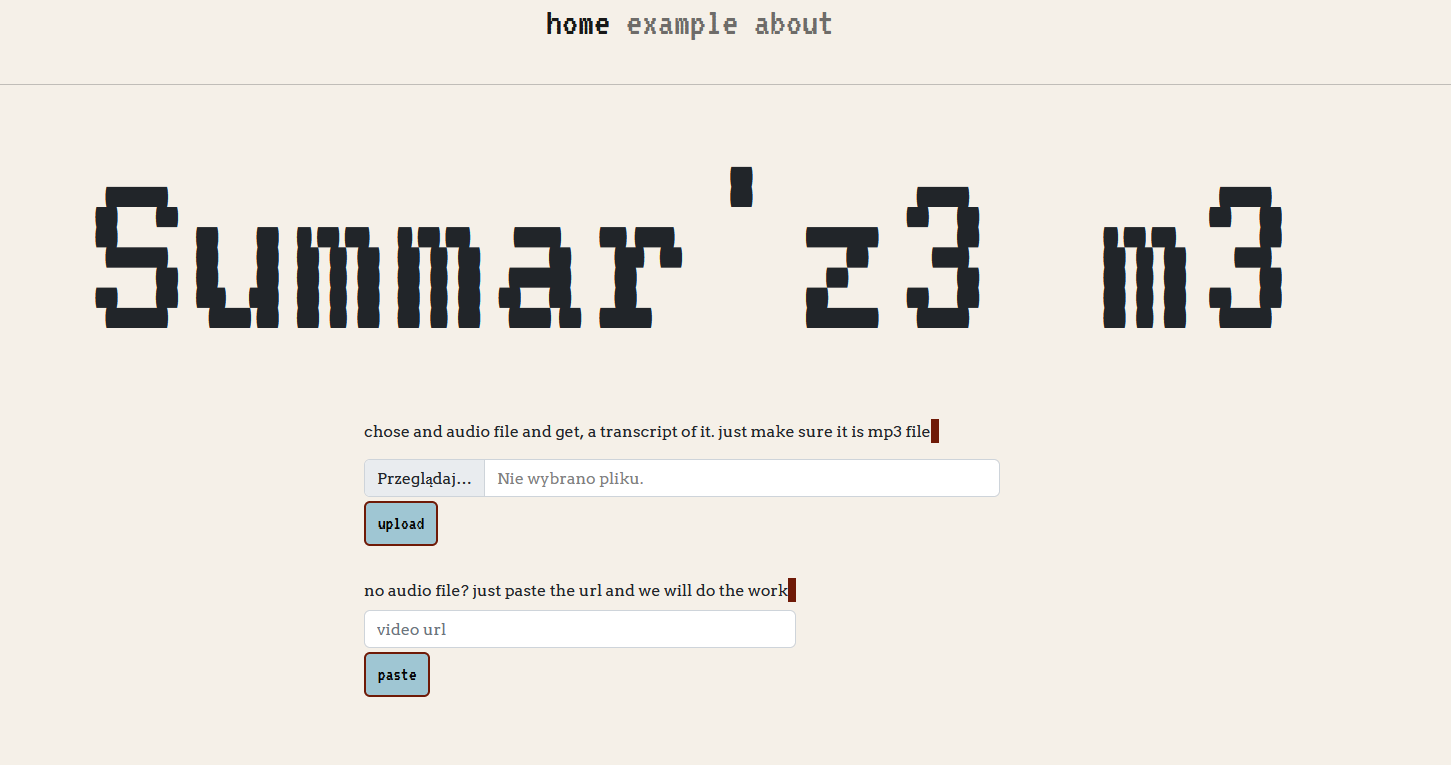 home example about
Summar'z3 m3
chose and audio file and get, a transcript of it. just make sure it is mp3 file
Przeglądaj... Nie wybrano pliku.
upload
no audio file? just paste the url and we will do the work
video url
paste